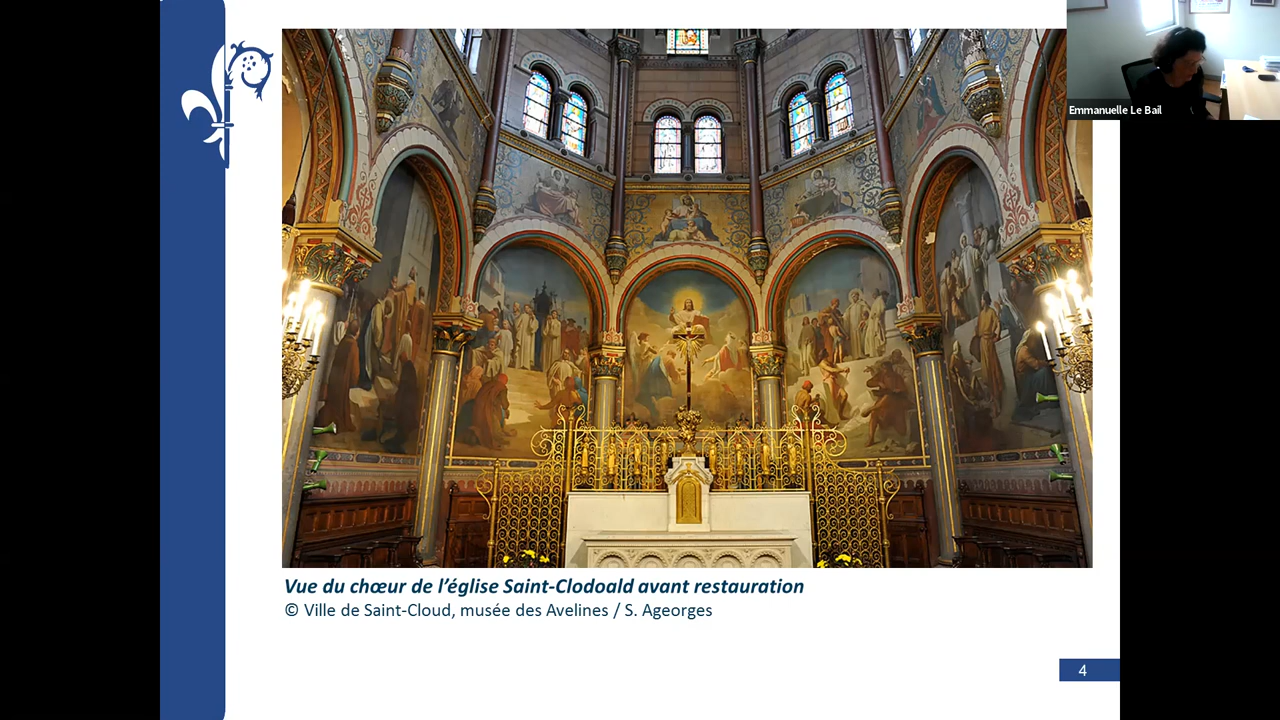 Emmanuelle Le Bail
Vue du chœur de l’église Saint-Clodoald avant restauration
© Ville de Saint-Cloud, musée des Avelines / S. Ageorges
4